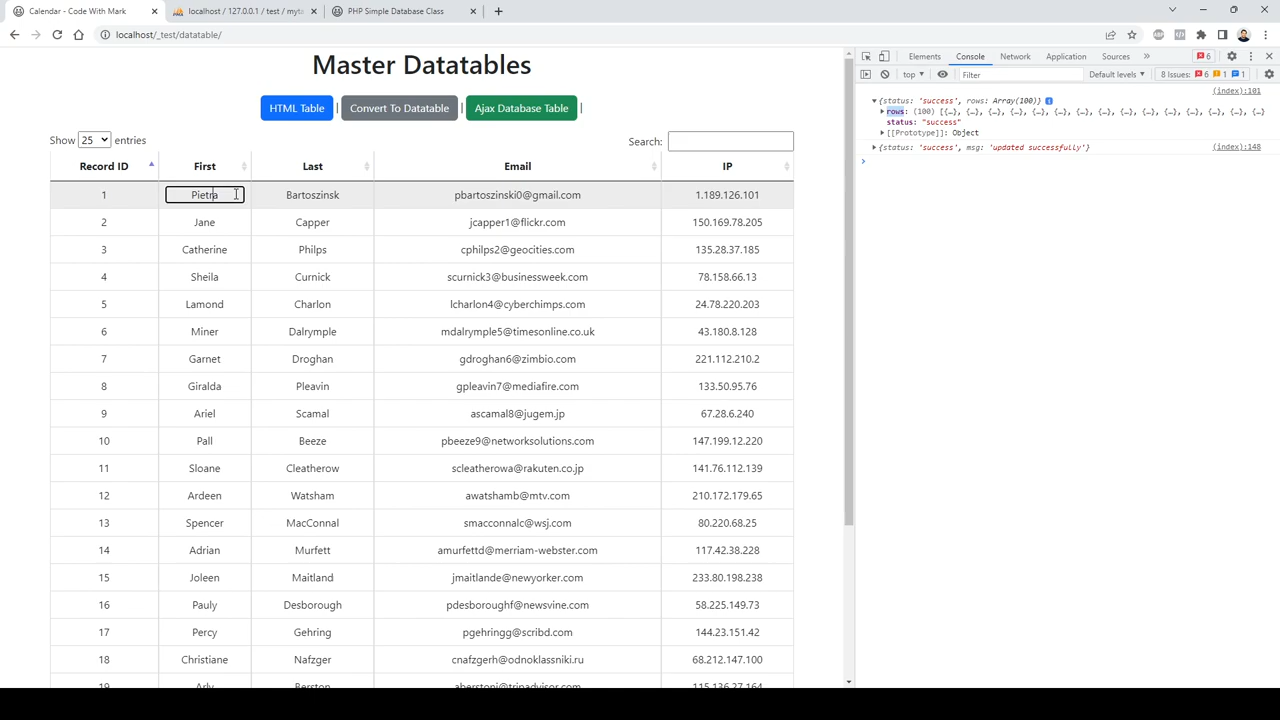 Calendar - Code With Mark
localhost / 127.0.0.1 / test / myta
PHP Simple Database Class
localhost/_test/datatable/
Master Datatables
HTML Table | Convert To Datatable | Ajax Database Table |
Show 25 entries
Search:
Record ID First Last Email IP
1 Pietra Bartoszinsk pbartoszinski0@gmail.com 1.189.126.101
2 Jane Capper jcapper1@flickr.com 150.169.78.205
3 Catherine Philps cphilps2@geocities.com 135.28.37.185
4 Sheila Curnick scurnick3@businessweek.com 78.158.66.13
5 Lamond Charlon lcharlon4@cyberchimps.com 24.78.220.203
6 Miner Dalrymple mdalrymple5@timesonline.co.uk 43.180.8.128
7 Garnet Droghan gdroghan6@zimbio.com 221.112.210.2
8 Giralda Pleavin gpleavin7@mediafire.com 133.50.95.76
9 Ariel Scamal ascamal8@jugem.jp 67.28.6.240
10 Pall Beeze pbeeze9@networksolutions.com 147.199.12.220
11 Sloane Cleatherow scleatherowa@rakuten.co.jp 141.76.112.139
12 Ardeen Watsham awatshamb@mtv.com 210.172.179.65
13 Spencer MacConnal smacconnalc@wsj.com 80.220.68.25
14 Adrian Murfett amurfettd@merriam-webster.com 117.42.38.228
15 Joleen Maitland jmaitlande@newyorker.com 233.80.198.238
16 Pauly Desborough pdesboroughf@newsvine.com 58.225.149.73
17 Percy Gehring pgehringg@scribd.com 144.23.151.42
18 Christiane Nafzger cnafzgerh@odnoklassniki.ru 68.212.147.100
19 Arly Berston aberstoni@tripadvisor.com 115.136.27.164
Elements Console Network Application Sources » 6
top Filter Default levels 8 Issues: 6 1 1
(index):101
{status: 'success', rows: Array(100)}
rows: (100) [{…}, {…}, {…}, {…}, {…}, {…}, {…}, {…}, {…}, {…}, {…}, {…}, {…}, {…}
status: "success"
[[Prototype]]: Object
{status: 'success', msg: 'updated successfully'} (index):148